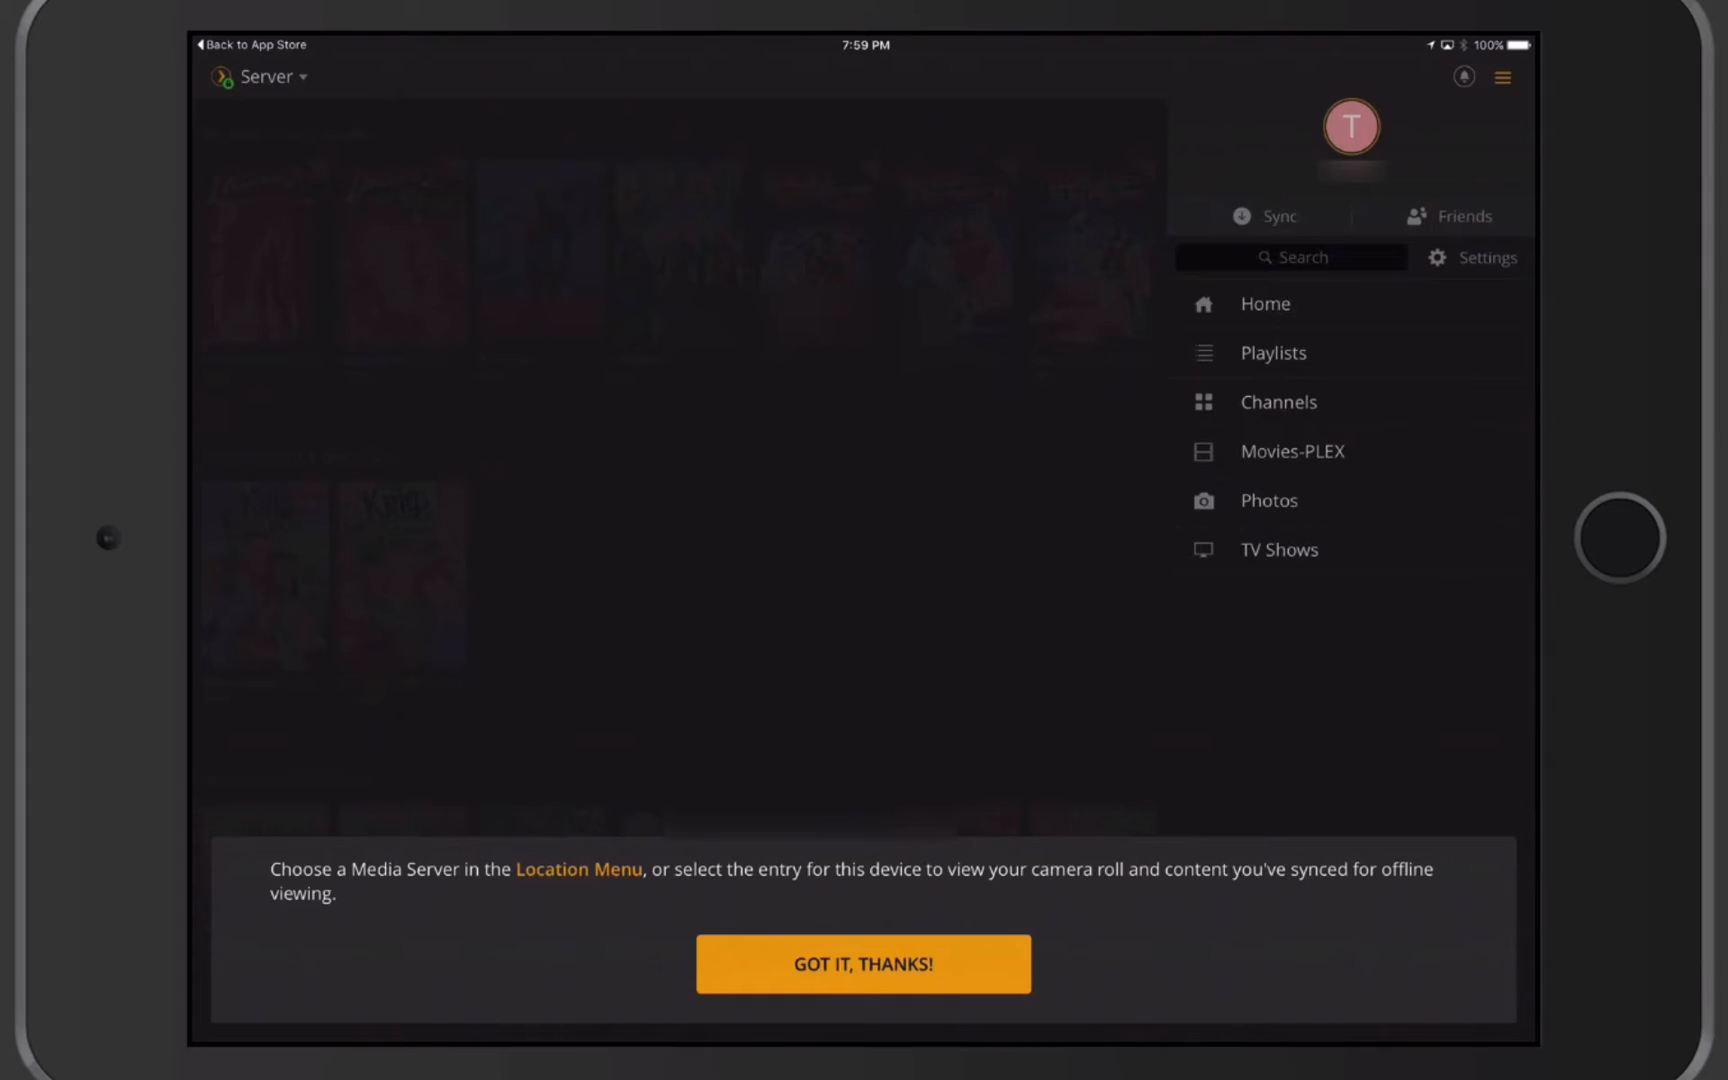 Back to App Store
7:59 PM
100%
Server
T
Sync
Friends
Search
Settings
Home
Playlists
Channels
Movies-PLEX
Photos
TV Shows
King
Choose a Media Server in the Location Menu, or select the entry for this device to view your camera roll and content you've synced for offline
viewing.
GOT IT, THANKS!